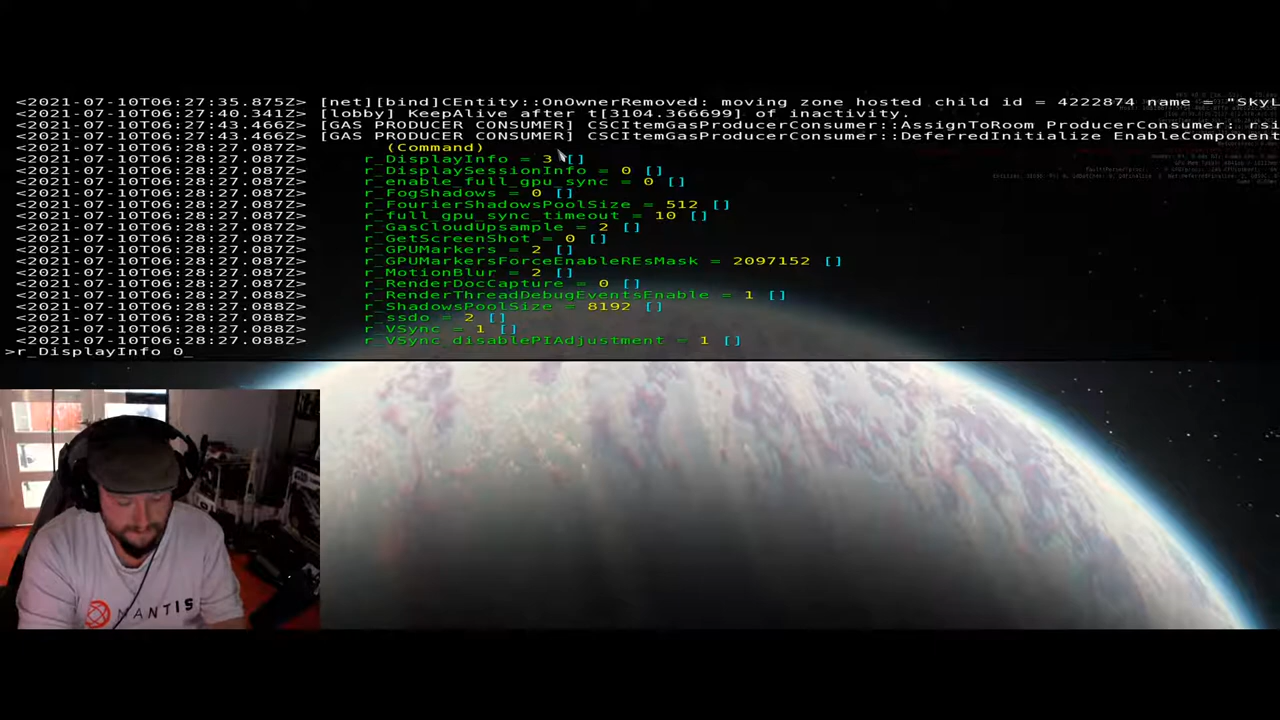 <2021-07-10T06:27:35.875Z> [net][bind]CEntity::OnOwnerRemoved: moving zone hosted child id = 4222874 name = "SkyL
<2021-07-10T06:27:40.341Z> [lobby] KeepAlive after t[3104.366699] of inactivity.
<2021-07-10T06:27:43.466Z> [GAS PRODUCER CONSUMER] CSCItemGasProducerConsumer::AssignToRoom ProducerConsumer: rsi
<2021-07-10T06:27:43.466Z> [GAS PRODUCER CONSUMER] CSCItemGasProducerConsumer::DeferredInitialize EnableComponent
<2021-07-10T06:28:27.087Z> (Command)
<2021-07-10T06:28:27.087Z> r_DisplayInfo = 3 []
<2021-07-10T06:28:27.087Z> r_DisplaySessionInfo = 0 []
<2021-07-10T06:28:27.087Z> r_enable_full_gpu_sync = 0 []
<2021-07-10T06:28:27.087Z> r_FogShadows = 0 []
<2021-07-10T06:28:27.087Z> r_FourierShadowsPoolSize = 512 []
<2021-07-10T06:28:27.087Z> r_full_gpu_sync_timeout = 10 []
<2021-07-10T06:28:27.087Z> r_GasCloudUpsample = 2 []
<2021-07-10T06:28:27.087Z> r_GetScreenShot = 0 []
<2021-07-10T06:28:27.087Z> r_GPUMarkers = 2 []
<2021-07-10T06:28:27.087Z> r_GPUMarkersForceEnableREsMask = 2097152 []
<2021-07-10T06:28:27.087Z> r_MotionBlur = 2 []
<2021-07-10T06:28:27.087Z> r_RenderDocCapture = 0 []
<2021-07-10T06:28:27.088Z> r_RenderThreadDebugEventsEnable = 1 []
<2021-07-10T06:28:27.088Z> r_ShadowsPoolSize = 8192 []
<2021-07-10T06:28:27.088Z> r_ssdo = 2 []
<2021-07-10T06:28:27.088Z> r_VSync = 1 []
<2021-07-10T06:28:27.088Z> r_VSync_disablePIAdjustment = 1 []
>r_DisplayInfo 0_
MANTIS